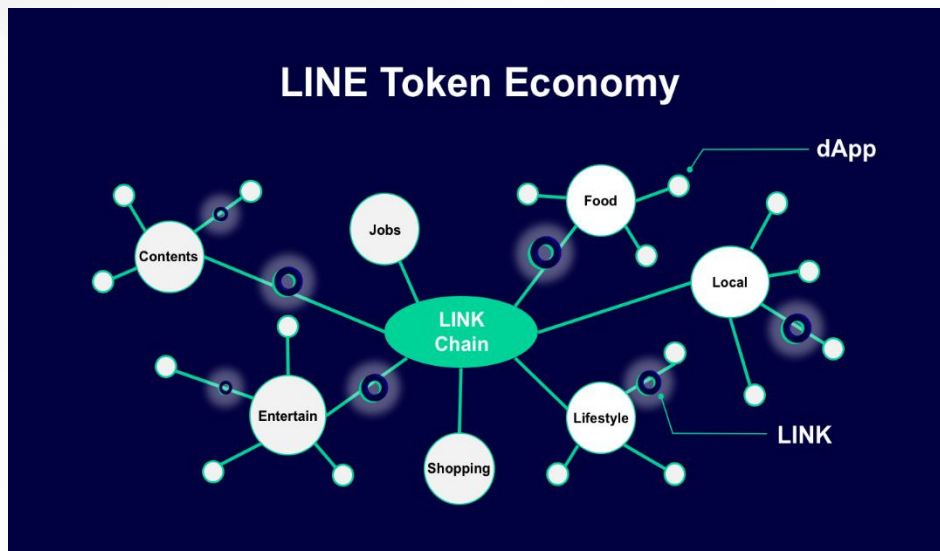 LINE Token Economy
dApp
Food
Jobs
Contents
Local
LINK
Chain
Entertain
Lifestyle
LINK
Shopping